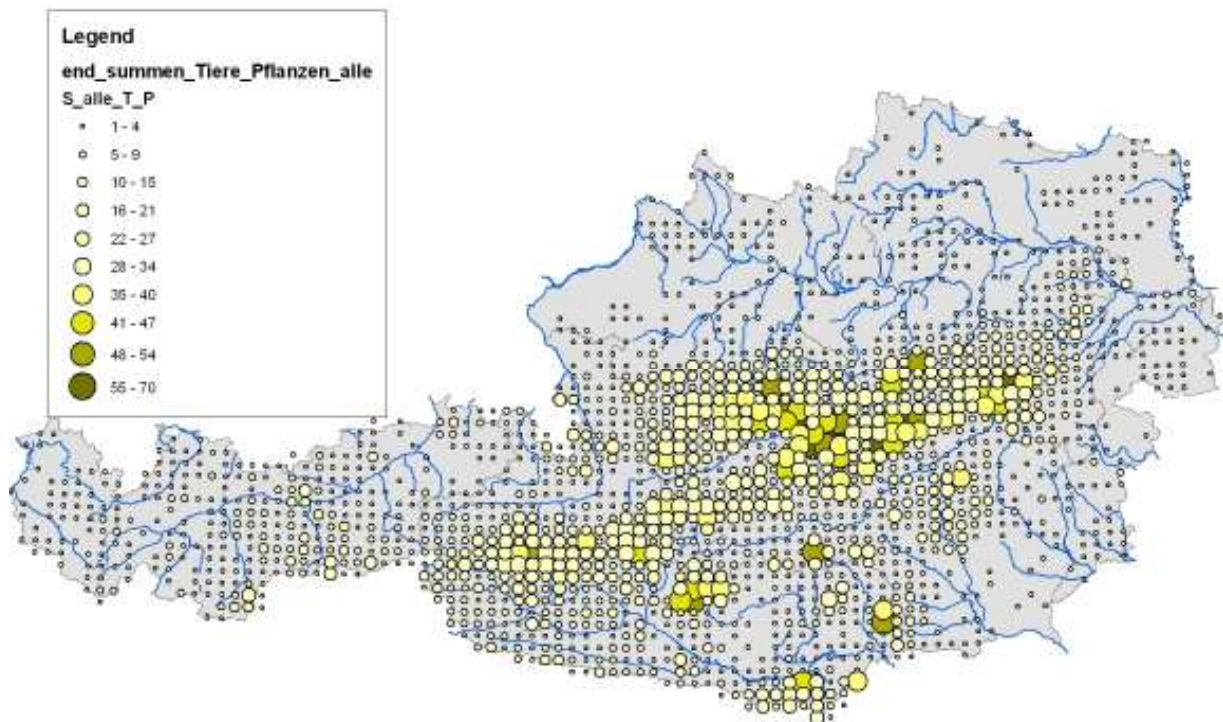 Legend
end_summen_Tiere_Pflanzen_alle
S_alle_T_P
1 - 4
5 - 9
10 - 15
16 - 21
22 - 27
28 - 34
35 - 40
41 - 47
48 - 54
55 - 70